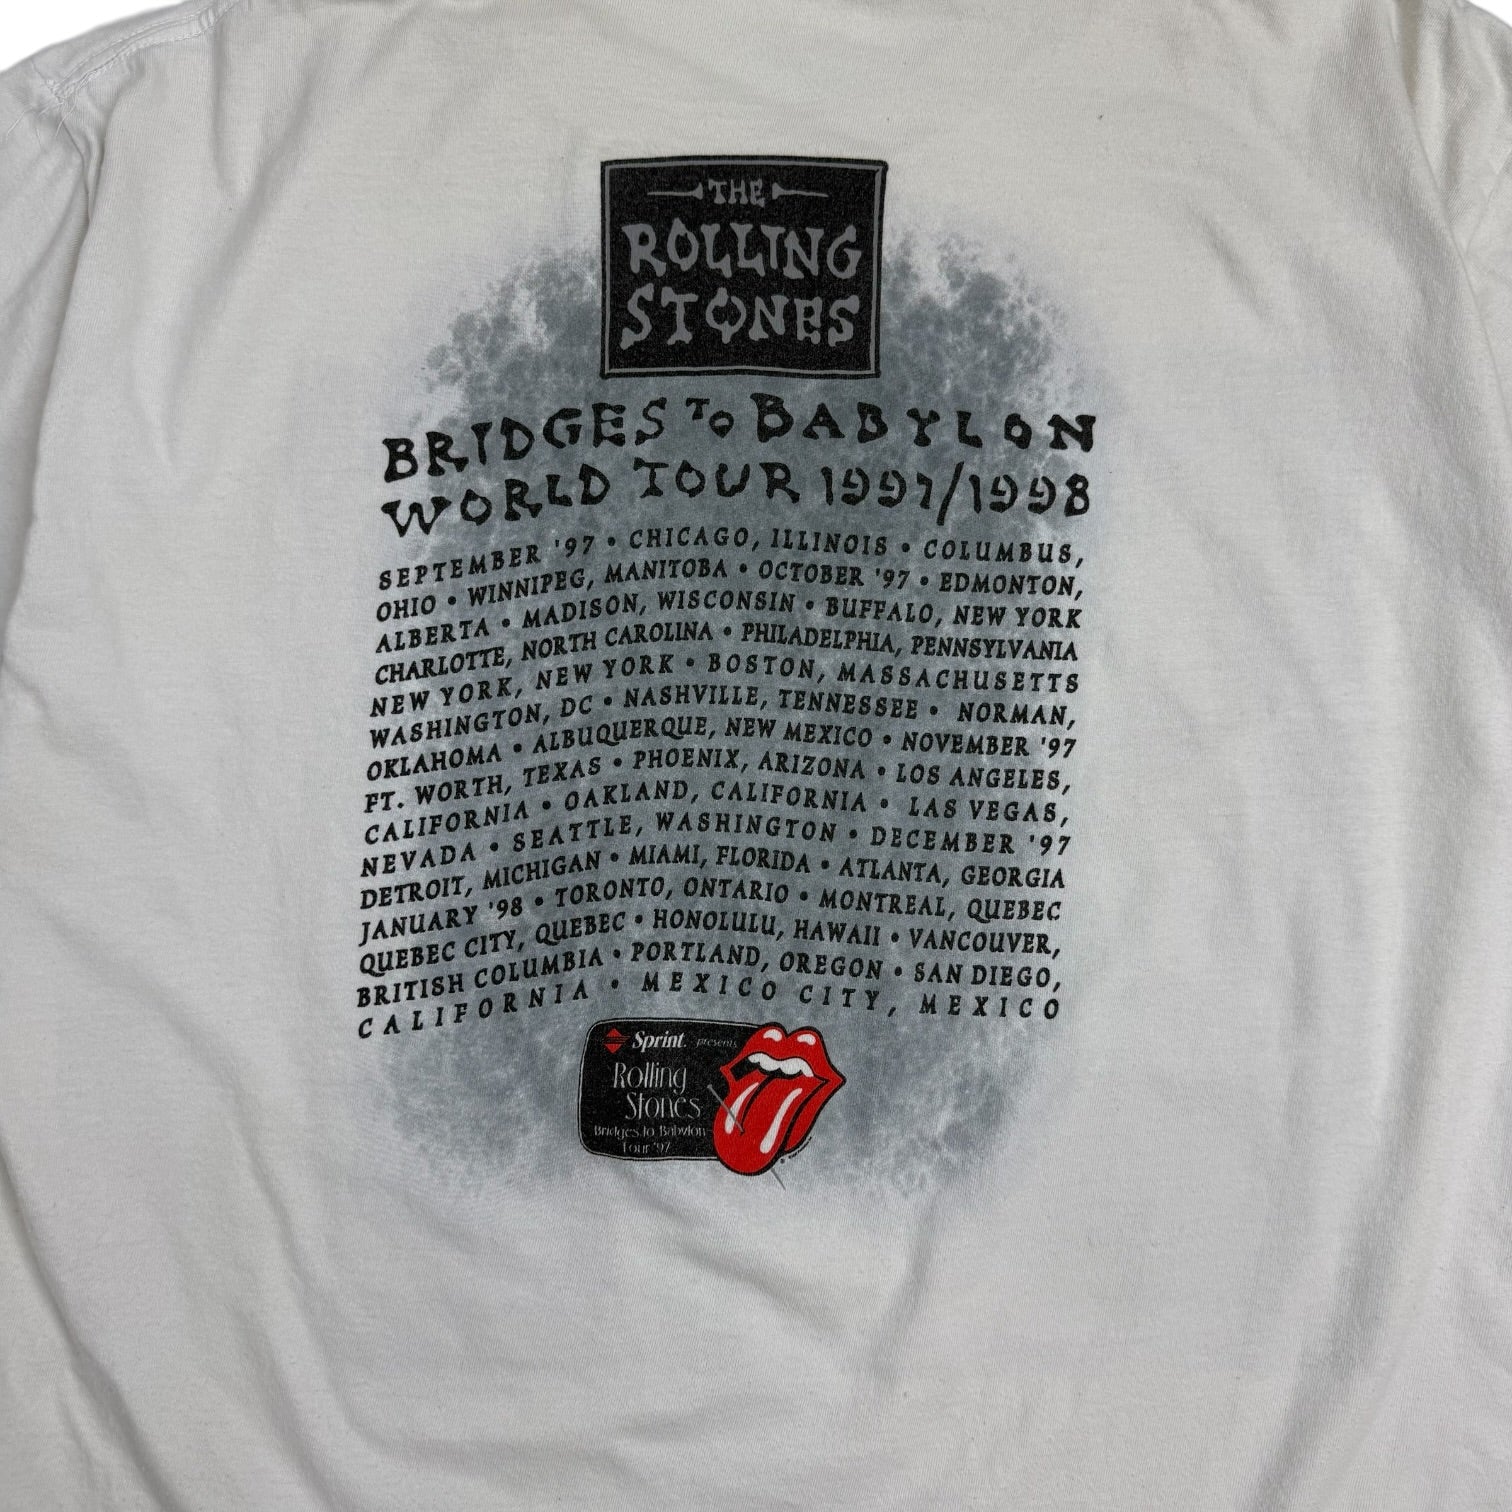 THE
ROLLING
STONES
BRIDGES TO BABYLON
WORLD TOUR 1997/1998
SEPTEMBER '97 • CHICAGO, ILLINOIS • COLUMBUS,
OHIO • WINNIPEG, MANITOBA • OCTOBER '97 • EDMONTON,
ALBERTA • MADISON, WISCONSIN • BUFFALO, NEW YORK
CHARLOTTE, NORTH CAROLINA • PHILADELPHIA, PENNSYLVANIA
NEW YORK, NEW YORK • BOSTON, MASSACHUSETTS
WASHINGTON, DC • NASHVILLE, TENNESSEE • NORMAN,
OKLAHOMA • ALBUQUERQUE, NEW MEXICO • NOVEMBER '97
FT. WORTH, TEXAS • PHOENIX, ARIZONA • LOS ANGELES,
CALIFORNIA • OAKLAND, CALIFORNIA • LAS VEGAS,
NEVADA • SEATTLE, WASHINGTON • DECEMBER '97
DETROIT, MICHIGAN • MIAMI, FLORIDA • ATLANTA, GEORGIA
JANUARY '98 • TORONTO, ONTARIO • MONTREAL, QUEBEC
QUEBEC CITY, QUEBEC • HONOLULU, HAWAII • VANCOUVER,
BRITISH COLUMBIA • PORTLAND, OREGON • SAN DIEGO,
CALIFORNIA • MEXICO CITY, MEXICO
Sprint. presents
Rolling
Stones
Bridges to Babylon
Tour '97